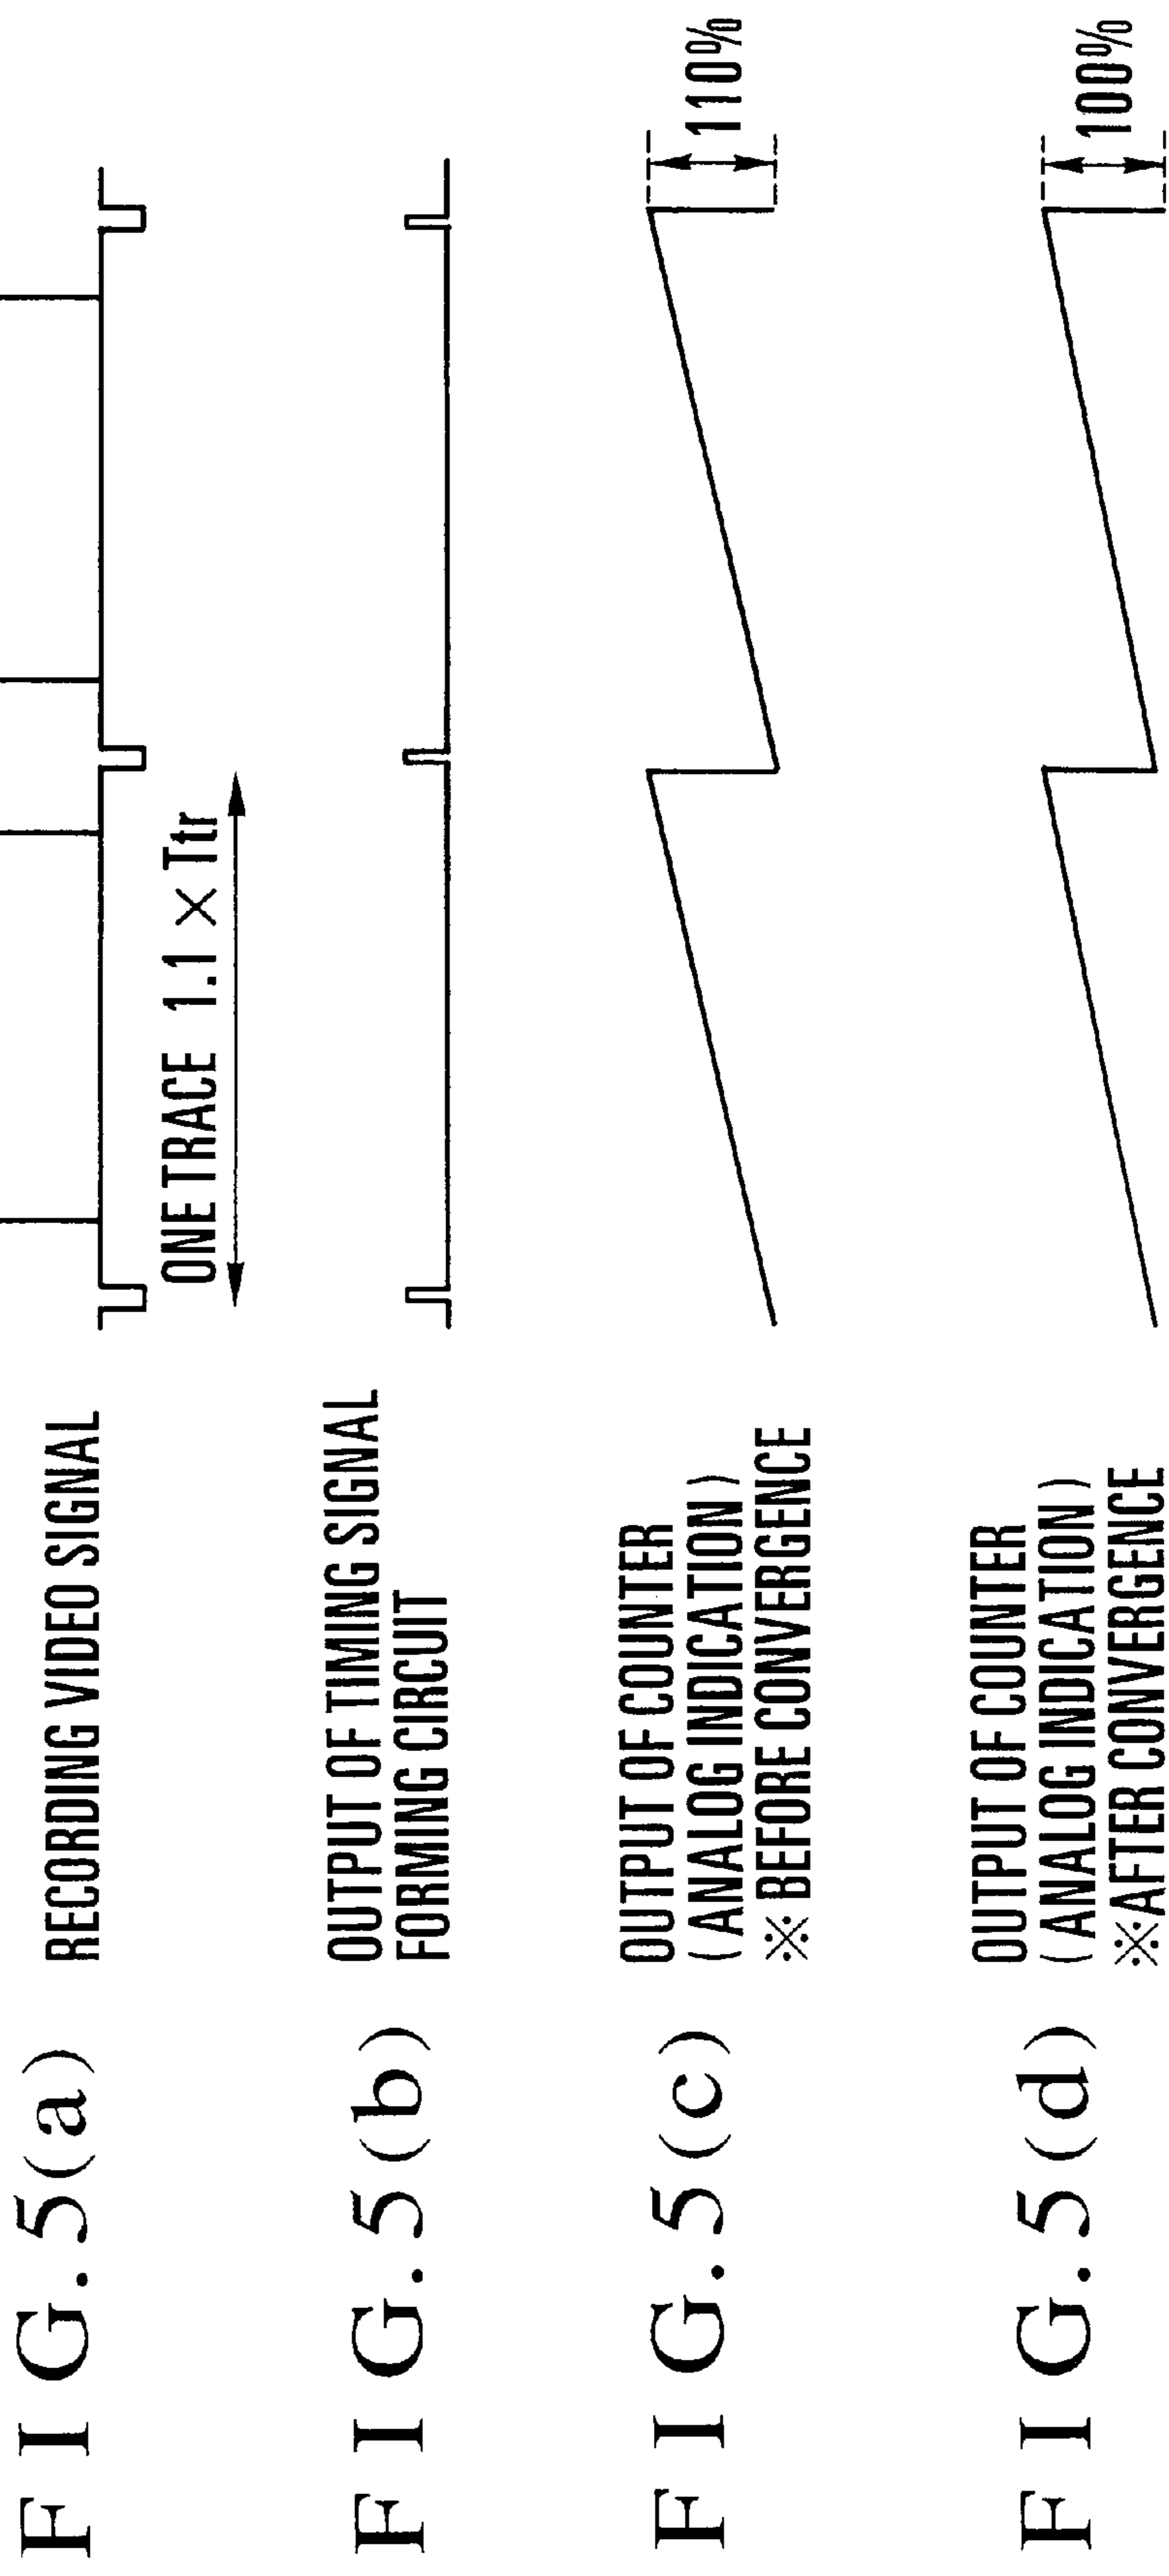 FIG.5(a)
RECORDING VIDEO SIGNAL
ONE TRACE 1.1 × Ttr
FIG.5(b)
OUTPUT OF TIMING SIGNAL
FORMING CIRCUIT
FIG.5(c)
OUTPUT OF COUNTER
(ANALOG INDICATION)
※ BEFORE CONVERGENCE
110%
FIG.5(d)
OUTPUT OF COUNTER
(ANALOG INDICATION)
※AFTER CONVERGENCE
100%